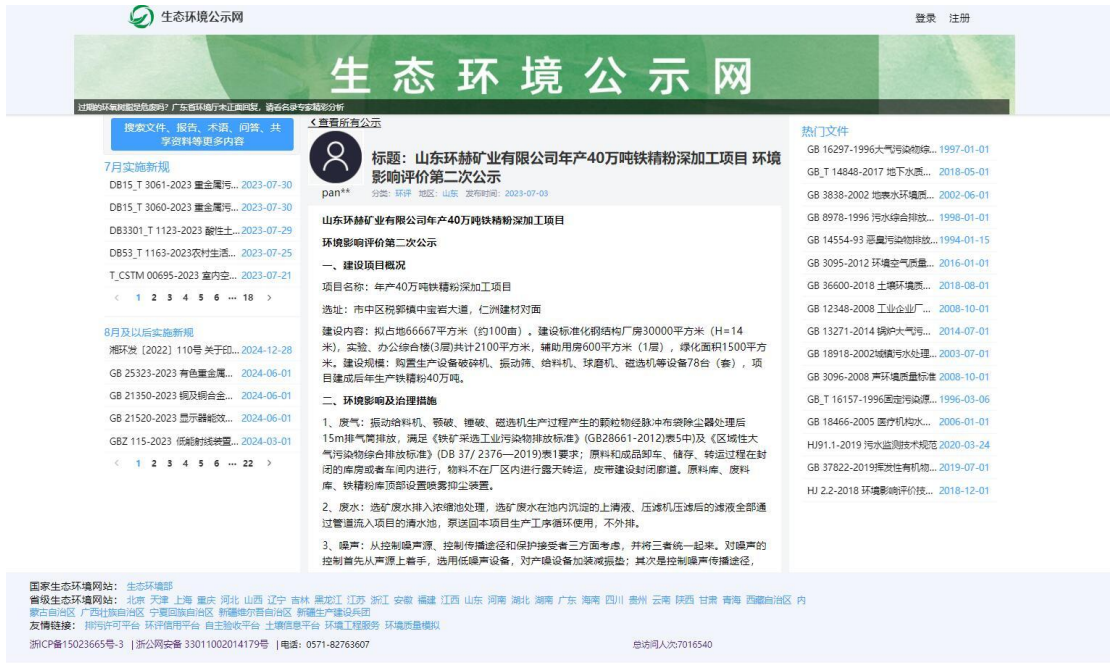 生态环境公示网
登录 注册
生态环境公示网
过期的环氧树脂是危废吗？广东省环境厅未正面回复，请看名录专家精彩分析
搜索文件、报告、术语、问答、共
享资料等更多内容
7月实施新规
DB15_T 3061-2023 重金属污... 2023-07-30
DB15_T 3060-2023 重金属污... 2023-07-30
DB3301_T 1123-2023 酸性土... 2023-07-29
DB53_T 1163-2023农村生活... 2023-07-25
T_CSTM 00695-2023 室内空... 2023-07-21
< 1 2 3 4 5 6 ··· 18 >
8月及以后实施新规
湘环发〔2022〕110号 关于印... 2024-12-28
GB 25323-2023 有色重金属... 2024-06-01
GB 21350-2023 铜及铜合金... 2024-06-01
GB 21520-2023 显示器能效... 2024-06-01
GBZ 115-2023 低能射线装置... 2024-03-01
< 1 2 3 4 5 6 ··· 22 >
<查看所有公示
pan**
标题：山东环赫矿业有限公司年产40万吨铁精粉深加工项目 环境
影响评价第二次公示
分类：环评 地区：山东 发布时间：2023-07-03
山东环赫矿业有限公司年产40万吨铁精粉深加工项目
环境影响评价第二次公示
一、建设项目概况
项目名称：年产40万吨铁精粉深加工项目
选址：市中区税郭镇中宝岩大道，仁洲建材对面
建设内容：拟占地66667平方米（约100亩）。建设标准化钢结构厂房30000平方米（H=14
米），实验、办公综合楼(3层)共计2100平方米，辅助用房600平方米（1层），绿化面积1500平方
米。建设规模：购置生产设备破碎机、振动筛、给料机、球磨机、磁选机等设备78台（套），项
目建成后年生产铁精粉40万吨。
二、环境影响及治理措施
1、废气：振动给料机、颚破、锤破、磁选机生产过程产生的颗粒物经脉冲布袋除尘器处理后
15m排气筒排放，满足《铁矿采选工业污染物排放标准》(GB28661-2012)表5中)及《区域性大
气污染物综合排放标准》(DB 37/ 2376—2019)表1要求；原料和成品卸车、储存、转运过程在封
闭的库房或者车间内进行，物料不在厂区内进行露天转运，皮带建设封闭廊道。原料库、废料
库、铁精粉库顶部设置喷雾抑尘装置。
2、废水：选矿废水排入浓缩池处理，选矿废水在池内沉淀的上清液、压滤机压滤后的滤液全部通
过管道流入项目的清水池，泵送回本项目生产工序循环使用，不外排。
3、噪声：从控制噪声源、控制传播途径和保护接受者三方面考虑，并将三者统一起来。对噪声的
控制首先从声源上着手，选用低噪声设备，对产噪设备加装减振垫；其次是控制噪声传播途径，
热门文件
GB 16297-1996大气污染物综... 1997-01-01
GB_T 14848-2017 地下水质... 2018-05-01
GB 3838-2002 地表水环境质... 2002-06-01
GB 8978-1996 污水综合排放... 1998-01-01
GB 14554-93 恶臭污染物排放... 1994-01-15
GB 3095-2012 环境空气质量... 2016-01-01
GB 36600-2018 土壤环境质... 2018-08-01
GB 12348-2008 工业企业厂... 2008-10-01
GB 13271-2014 锅炉大气污... 2014-07-01
GB 18918-2002城镇污水处理... 2003-07-01
GB 3096-2008 声环境质量标准 2008-10-01
GB_T 16157-1996固定污染源... 1996-03-06
GB 18466-2005 医疗机构水... 2006-01-01
HJ91.1-2019 污水监测技术规范 2020-03-24
GB 37822-2019挥发性有机物... 2019-07-01
HJ 2.2-2018 环境影响评价技... 2018-12-01
国家生态环境网站： 生态环境部
省级生态环境网站： 北京 天津 上海 重庆 河北 山西 辽宁 吉林 黑龙江 江苏 浙江 安徽 福建 江西 山东 河南 湖北 湖南 广东 海南 四川 贵州 云南 陕西 甘肃 青海 西藏自治区 内
蒙古自治区 广西壮族自治区 宁夏回族自治区 新疆维尔吾自治区 新疆生产建设兵团
友情链接： 排污许可平台 环评信用平台 自主验收平台 土壤信息平台 环境工程服务 环境质量模拟
浙ICP备15023665号-3 |浙公网安备 33011002014179号 |电话：0571-82763607
总访问人次:7016540